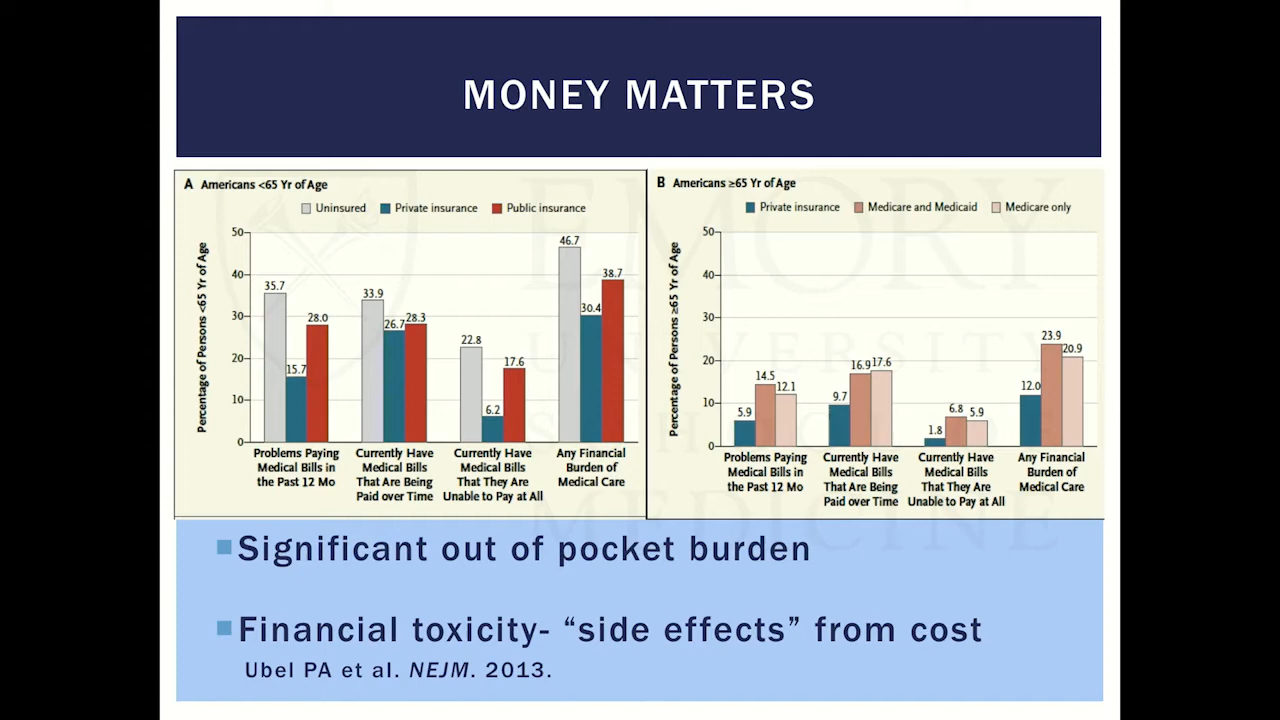 MONEY MATTERS
A Americans <65 Yr of Age
Uninsured Private insurance Public insurance
Percentage of Persons <65 Yr of Age
50
40
30
20
10
0
35.7
15.7
28.0
33.9
26.7
28.3
22.8
6.2
17.6
46.7
30.4
38.7
Problems Paying
Medical Bills in
the Past 12 Mo
Currently Have
Medical Bills
That Are Being
Paid over Time
Currently Have
Medical Bills
That They Are
Unable to Pay at All
Any Financial
Burden of
Medical Care
B Americans ≥65 Yr of Age
Private insurance Medicare and Medicaid Medicare only
Percentage of Persons ≥65 Yr of Age
50
40
30
20
10
0
5.9
14.5
12.1
9.7
16.9
17.6
1.8
6.8
5.9
12.0
23.9
20.9
Problems Paying
Medical Bills in
the Past 12 Mo
Currently Have
Medical Bills
That Are Being
Paid over Time
Currently Have
Medical Bills
That They Are
Unable to Pay at All
Any Financial
Burden of
Medical Care
EMORY
UNIVERSITY
SCHOOL OF
MEDICINE
Significant out of pocket burden
Financial toxicity- “side effects” from cost
Ubel PA et al. NEJM. 2013.